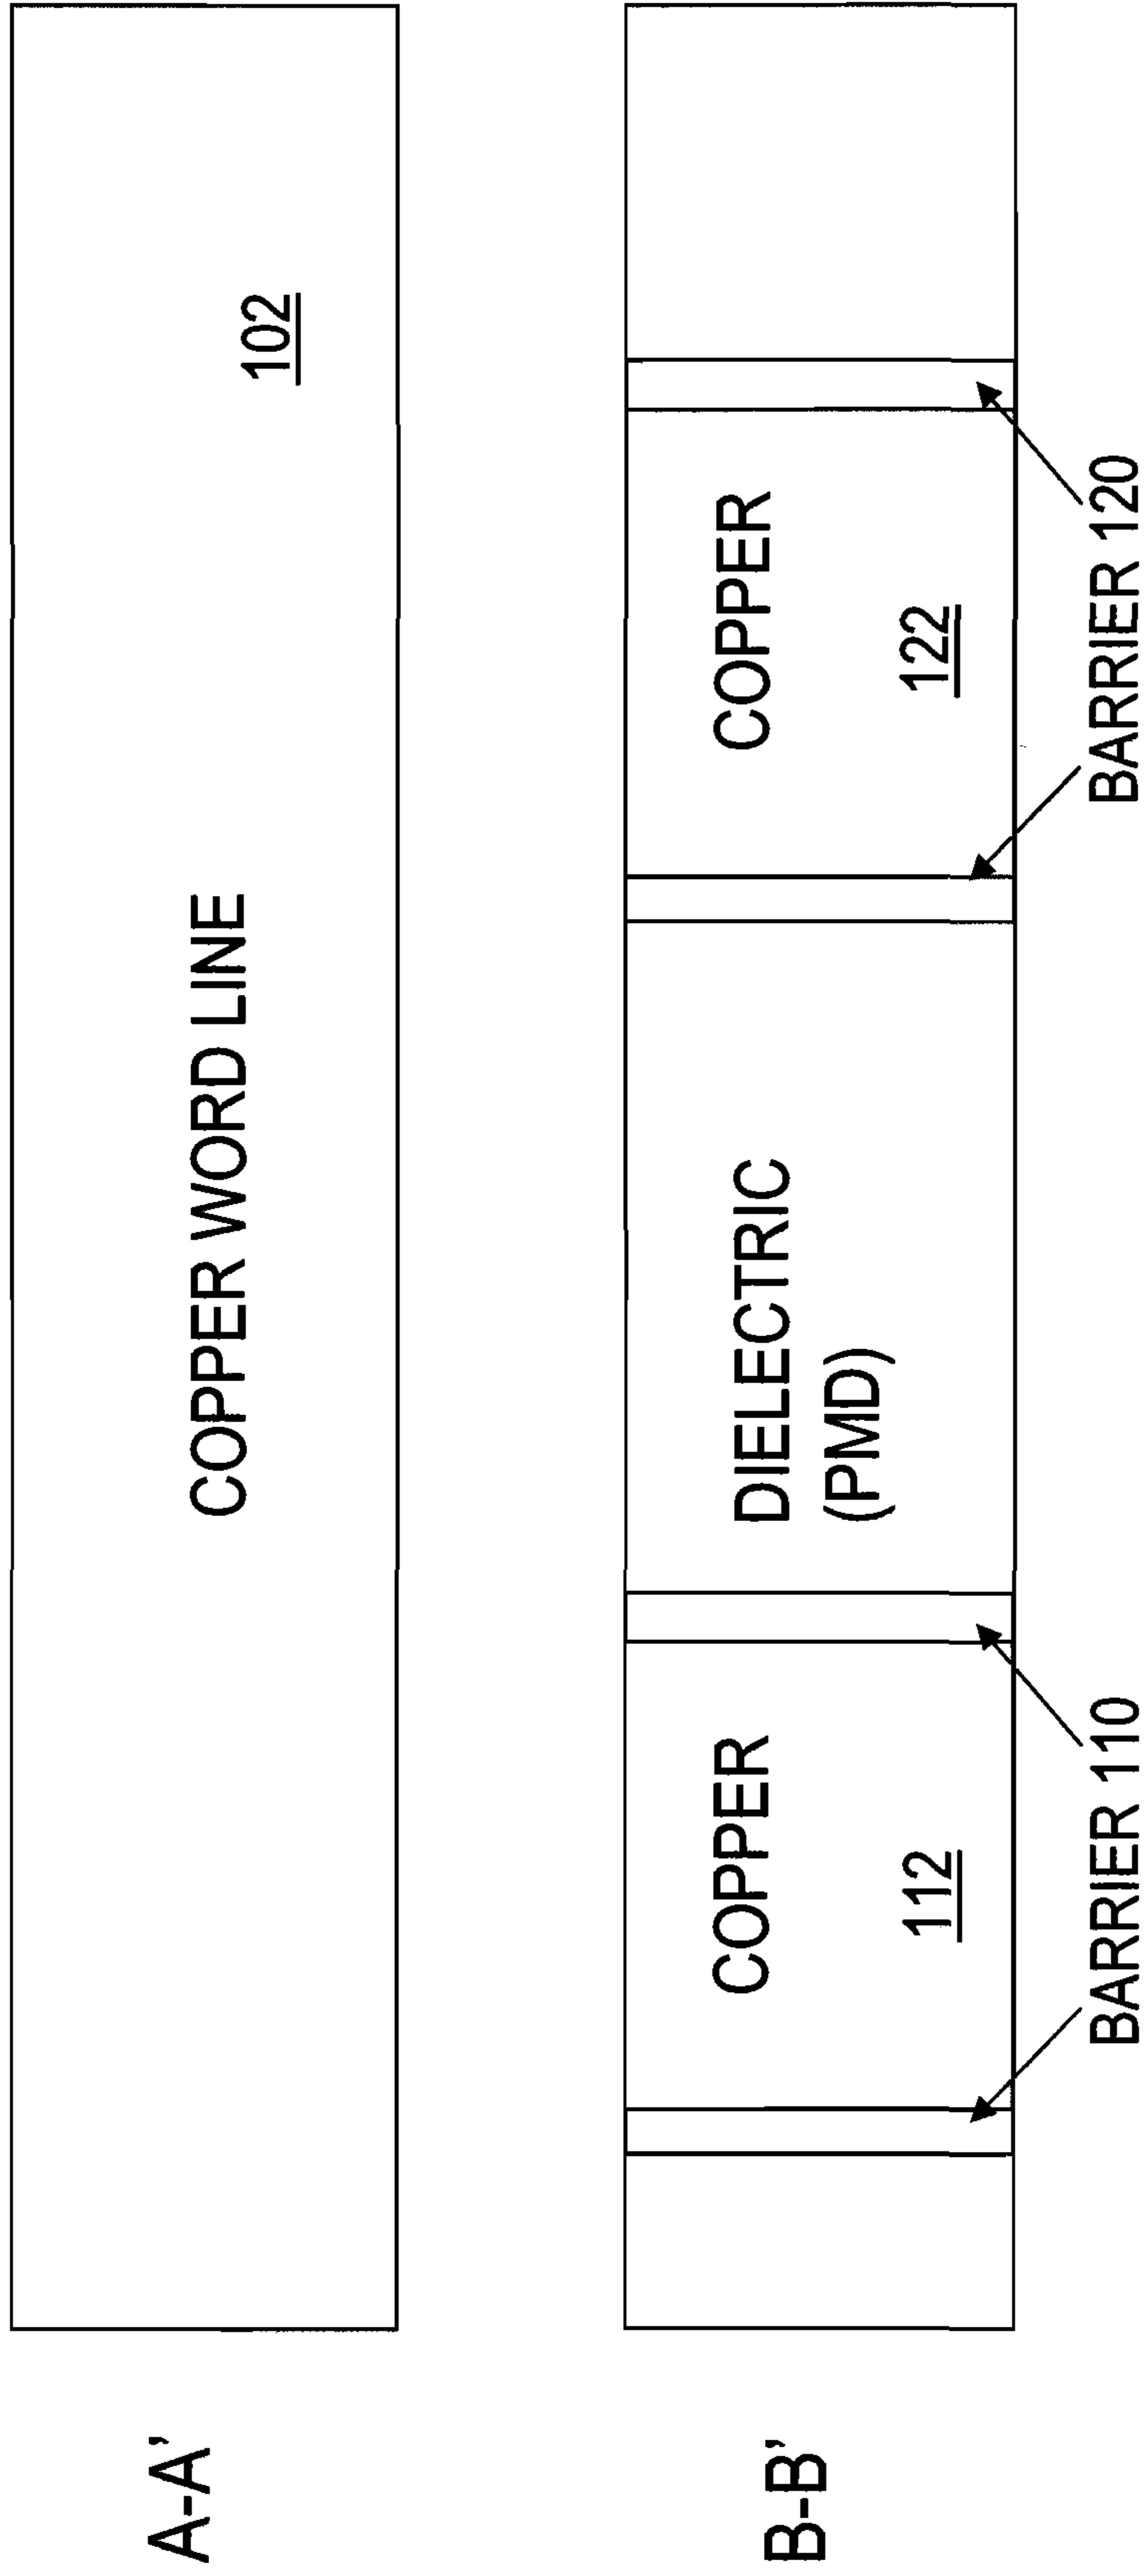 A-A'
COPPER WORD LINE
102
B-B'
COPPER
112
DIELECTRIC
(PMD)
COPPER
122
BARRIER 110
BARRIER 120